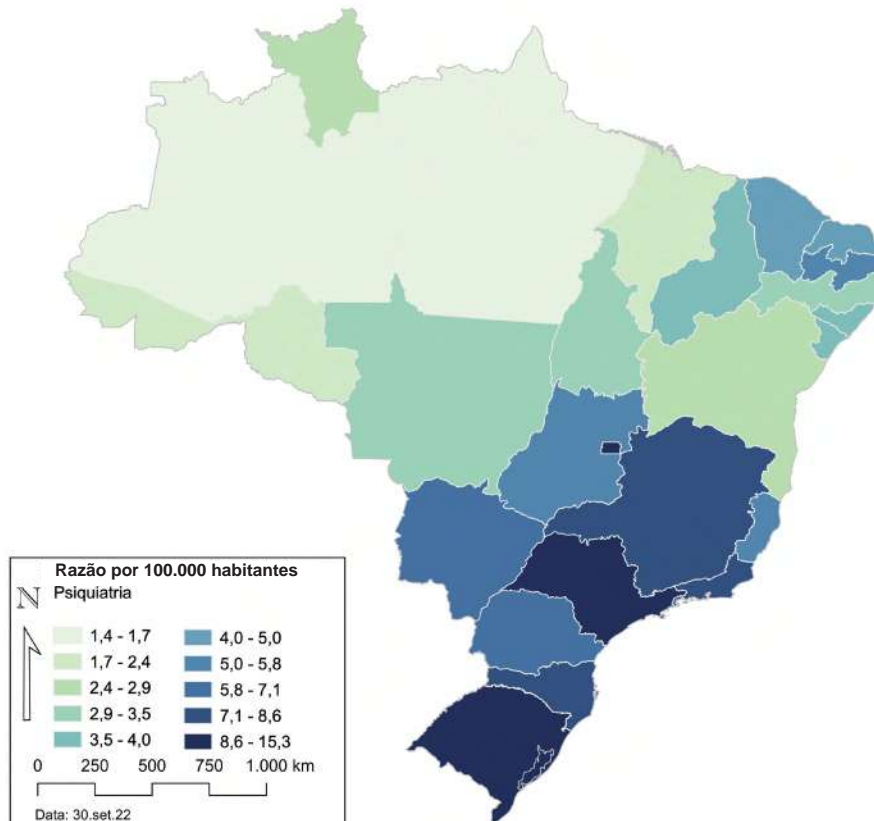 Razão por 100.000 habitantes
N Psiquiatria
1,4 - 1,7
1,7 - 2,4
2,4 - 2,9
2,9 - 3,5
3,5 - 4,0
4,0 - 5,0
5,0 - 5,8
5,8 - 7,1
7,1 - 8,6
8,6 - 15,3
0 250 500 750 1.000 km
Data: 30.set.22